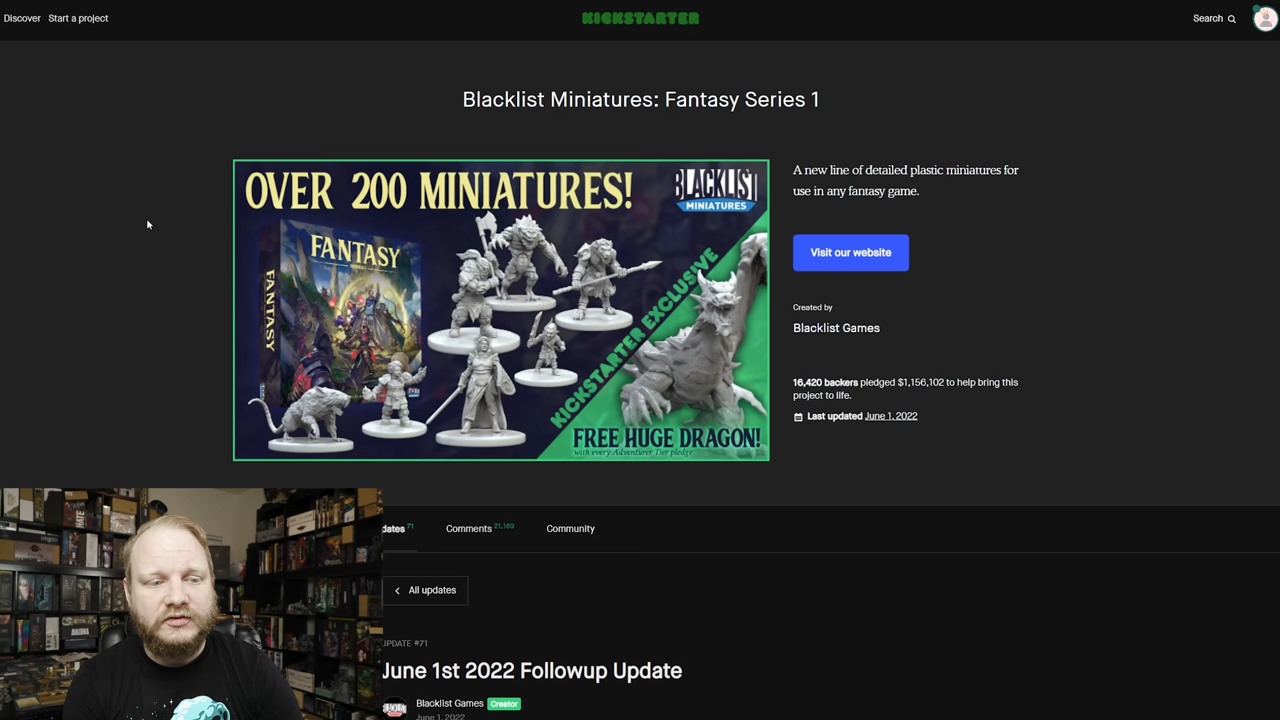 Discover Start a project
KICKSTARTER
Search
Blacklist Miniatures: Fantasy Series 1
OVER 200 MINIATURES!
BLACKLIST
MINIATURES
FANTASY
FANTASY
KICKSTARTER EXCLUSIVE
FREE HUGE DRAGON!
with every Adventurer Tier pledge
A new line of detailed plastic miniatures for
use in any fantasy game.
Visit our website
Created by
Blacklist Games
16,420 backers pledged $1,156,102 to help bring this
project to life.
Last updated June 1, 2022
dates 71
Comments 21,169
Community
All updates
UPDATE #71
June 1st 2022 Followup Update
Blacklist Games Creator
June 1, 2022